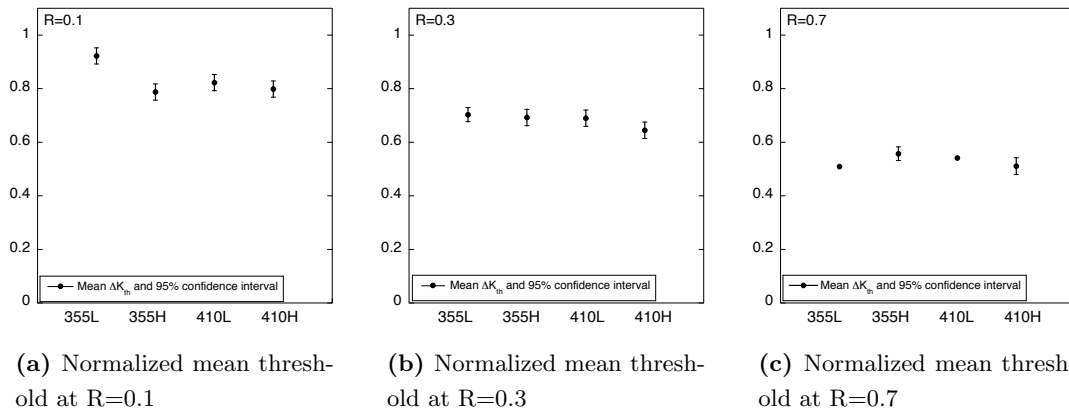 R=0.1
1
0.8
0.6
0.4
0.2
0
Mean ΔKth and 95% confidence interval
355L 355H 410L 410H
(a) Normalized mean thresh-
old at R=0.1
R=0.3
1
0.8
0.6
0.4
0.2
0
Mean ΔKth and 95% confidence interval
355L 355H 410L 410H
(b) Normalized mean thresh-
old at R=0.3
R=0.7
1
0.8
0.6
0.4
0.2
0
Mean ΔKth and 95% confidence interval
355L 355H 410L 410H
(c) Normalized mean thresh-
old at R=0.7